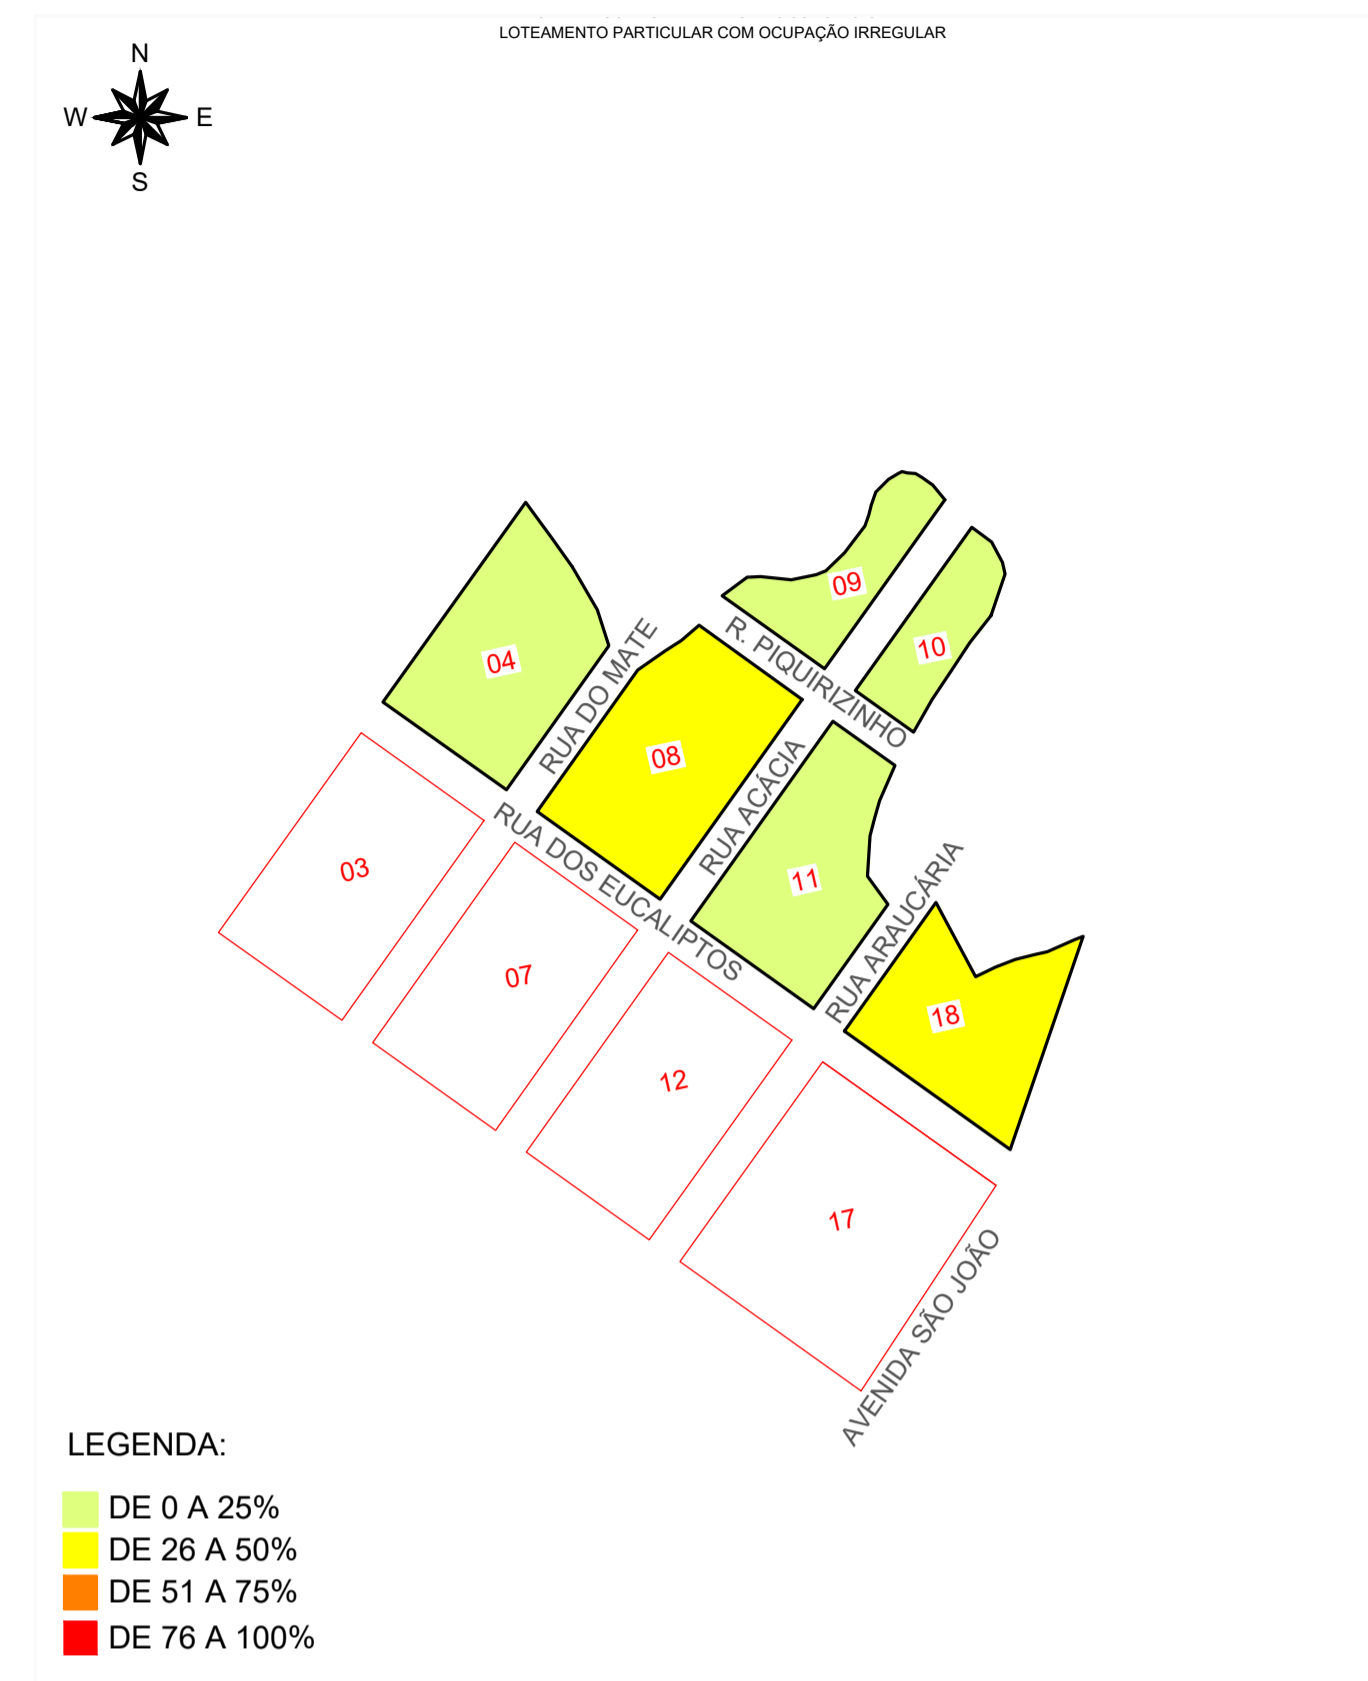 LOTEAMENTO PARTICULAR COM OCUPAÇÃO IRREGULAR
N
W E
S
09
10
04
RUA DO MATE
R. PIQUIRIZINHO
08
RUA ACÁCIA
03
RUA DOS EUCALIPTOS
11
RUA ARAUCÁRIA
07
18
12
17
AVENIDA SÃO JOÃO
LEGENDA:
DE 0 A 25%
DE 26 A 50%
DE 51 A 75%
DE 76 A 100%